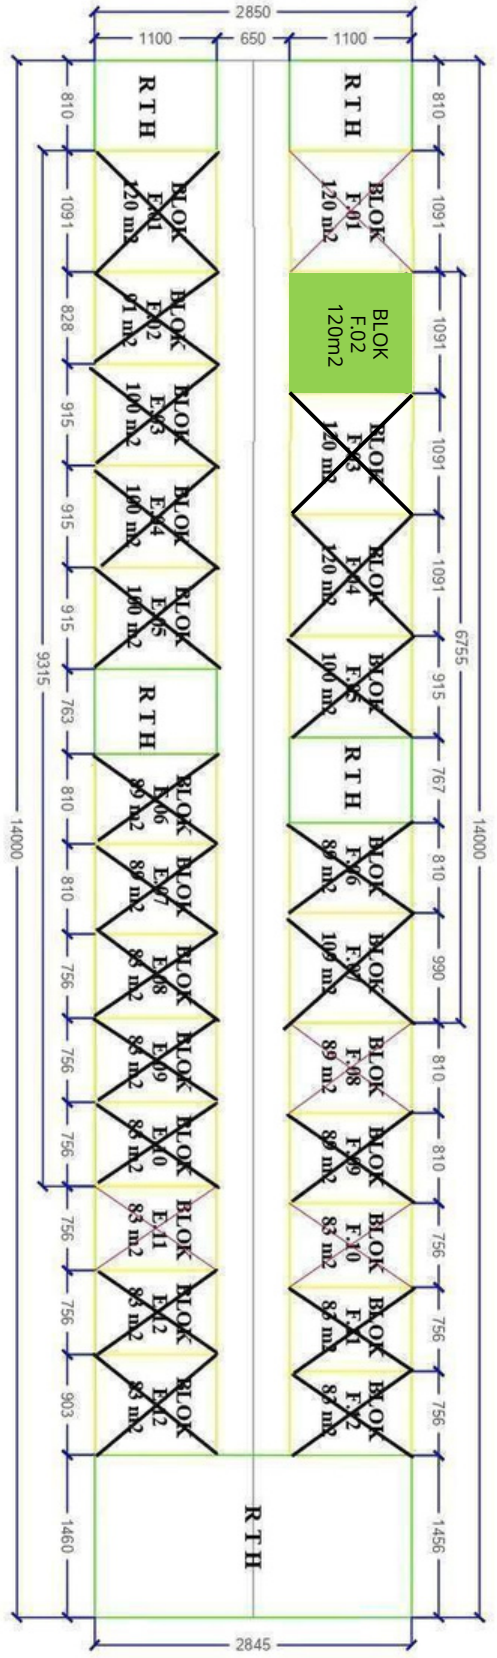 2850
1100
650
1100
14000
9315
810
R T H
1091
BLOK
E.01
120 m2
828
BLOK
E.02
91 m2
915
BLOK
E.03
100 m2
915
BLOK
E.04
100 m2
915
BLOK
E.05
100 m2
763
R T H
810
BLOK
E.06
89 m2
810
BLOK
E.07
89 m2
756
BLOK
E.08
83 m2
756
BLOK
E.09
83 m2
756
BLOK
E.10
83 m2
756
BLOK
E.11
83 m2
756
BLOK
E.12
83 m2
903
BLOK
E.12
83 m2
1460
R T H
810
R T H
1091
BLOK
F.01
120 m2
1091
BLOK
F.02
120m2
1091
BLOK
F.03
120 m2
1091
BLOK
F.04
120 m2
915
BLOK
F.05
100 m2
767
R T H
810
BLOK
F.06
89 m2
990
BLOK
F.07
109 m2
810
BLOK
F.08
89 m2
810
BLOK
F.09
89 m2
756
BLOK
F.10
83 m2
756
BLOK
F.11
83 m2
756
BLOK
F.12
83 m2
1456
6755
14000
2845